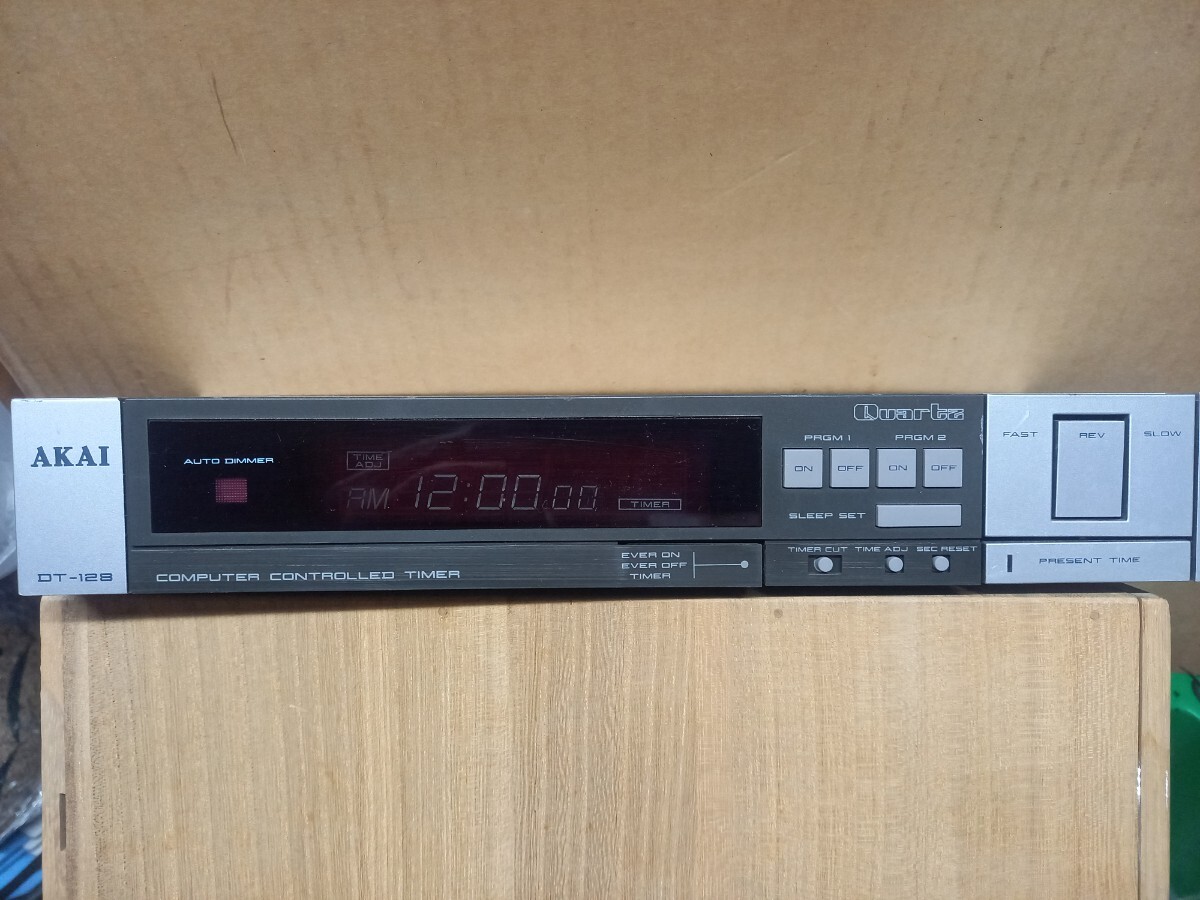 AKAI
DT-128
AUTO DIMMER
TIME
ADJ
AM 12:00:00
TIMER
COMPUTER CONTROLLED TIMER
EVER ON
EVER OFF
TIMER
Quartz
PRGM 1
PRGM 2
ON
OFF
ON
OFF
SLEEP SET
TIMER CUT
TIME ADJ
SEC RESET
FAST
REV
SLOW
PRESENT TIME